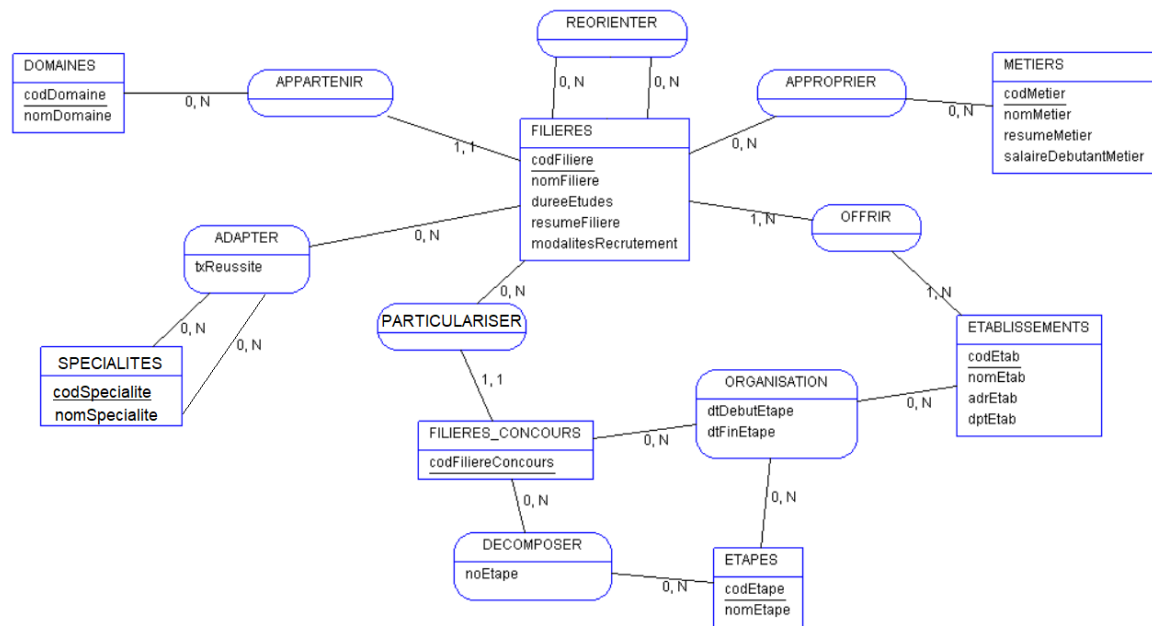 REORIENTER
0, N
0, N
DOMAINES
codDomaine
nomDomaine
0, N
APPARTENIR
1, 1
APPROPRIER
0, N
0, N
METIERS
codMetier
nomMetier
resumeMetier
salaireDebutantMetier
FILIERES
codFiliere
nomFiliere
dureeEtudes
resumeFiliere
modalitesRecrutement
1, N
OFFRIR
1, N
0, N
ADAPTER
txReussite
0, N
0, N
SPECIALITES
codSpecialite
nomSpecialite
0, N
PARTICULARISER
1, 1
ETABLISSEMENTS
codEtab
nomEtab
adrEtab
dptEtab
ORGANISATION
dtDebutEtape
dtFinEtape
0, N
0, N
0, N
FILIERES_CONCOURS
codFiliereConcours
0, N
DECOMPOSER
noEtape
0, N
ETAPES
codEtape
nomEtape